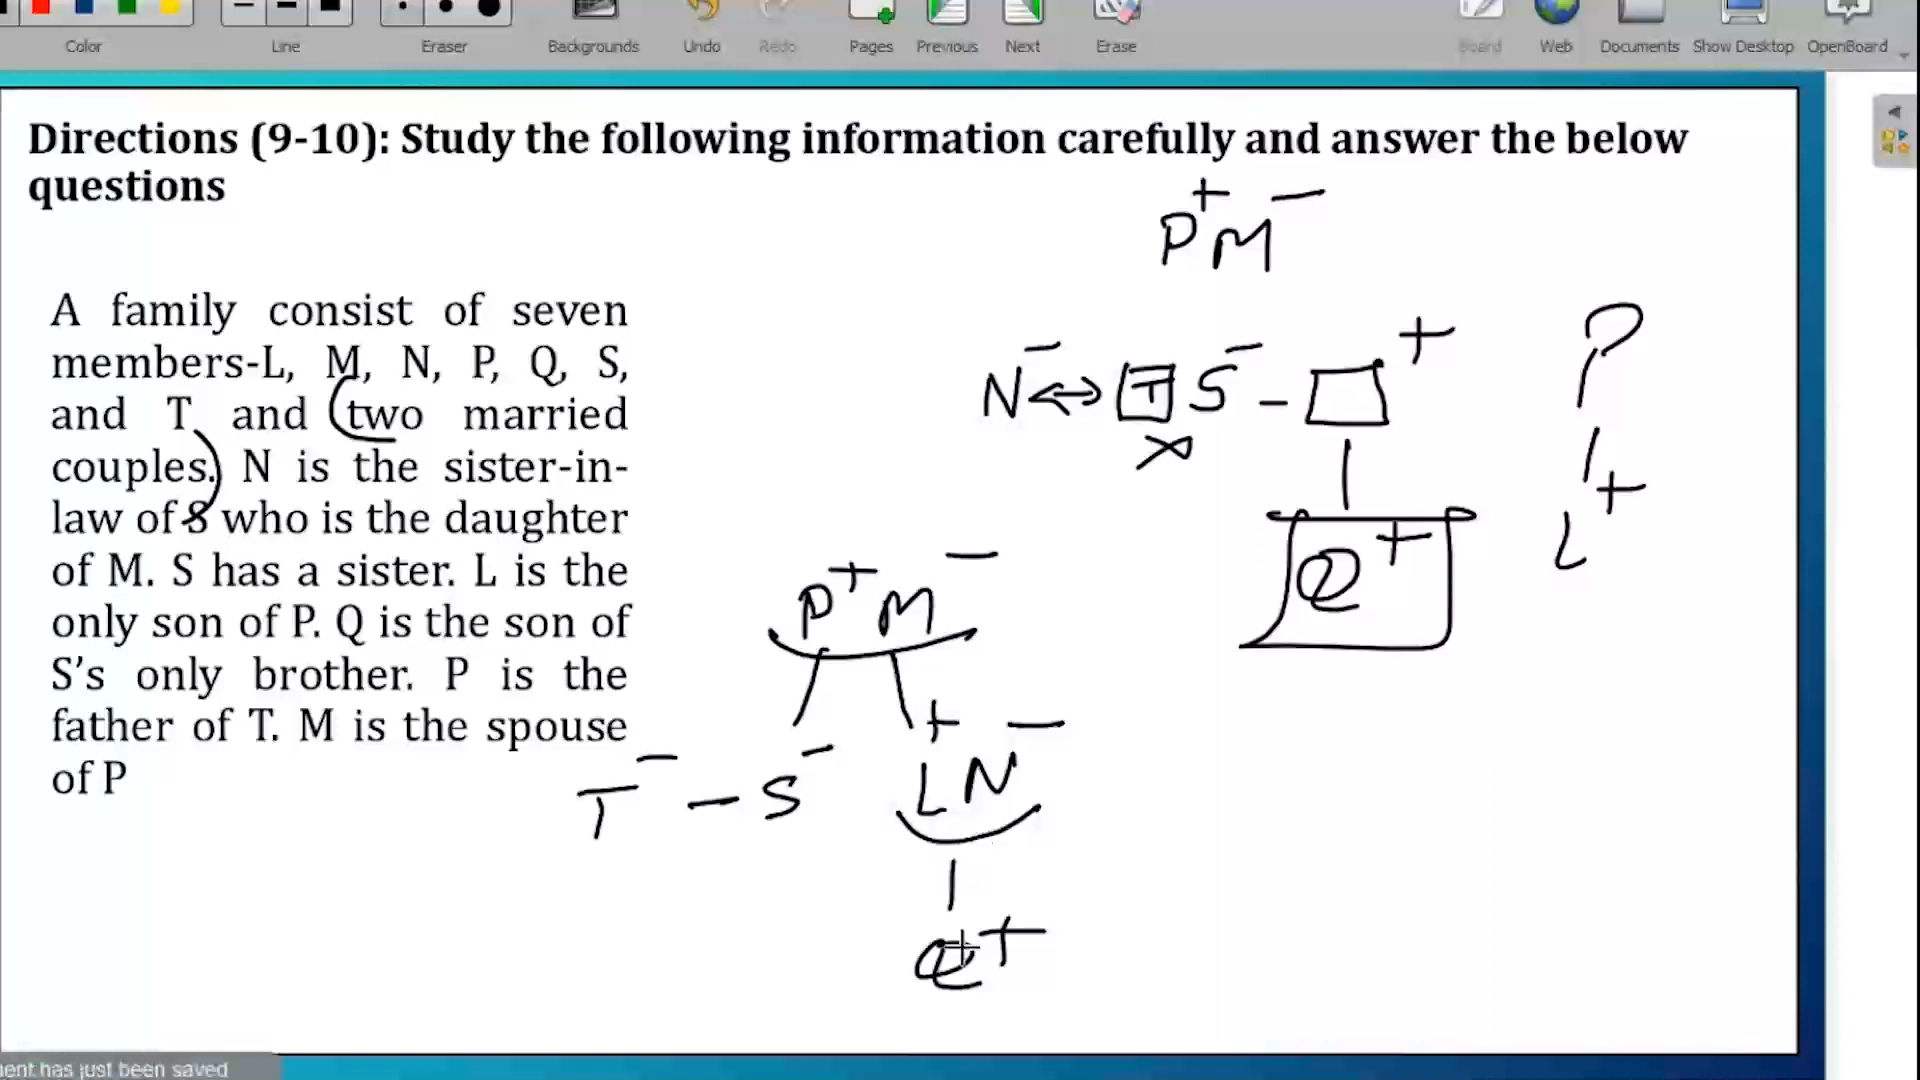 Color
Line
Eraser
Backgrounds
Undo
Redo
Pages
Previous
Next
Erase
Board
Web
Documents
Show Desktop
OpenBoard
Directions (9-10): Study the following information carefully and answer the below
questions
A family consist of seven
members-L, M, N, P, Q, S,
and T and two married
couples. N is the sister-in-
law of S who is the daughter
of M. S has a sister. L is the
only son of P. Q is the son of
S's only brother. P is the
father of T. M is the spouse
of P
P+ M-
N- ↔ T S- - □ +
×
Q+
?
L+
P+ M-
T- - S- L+ N-
Q+
ent has just been saved